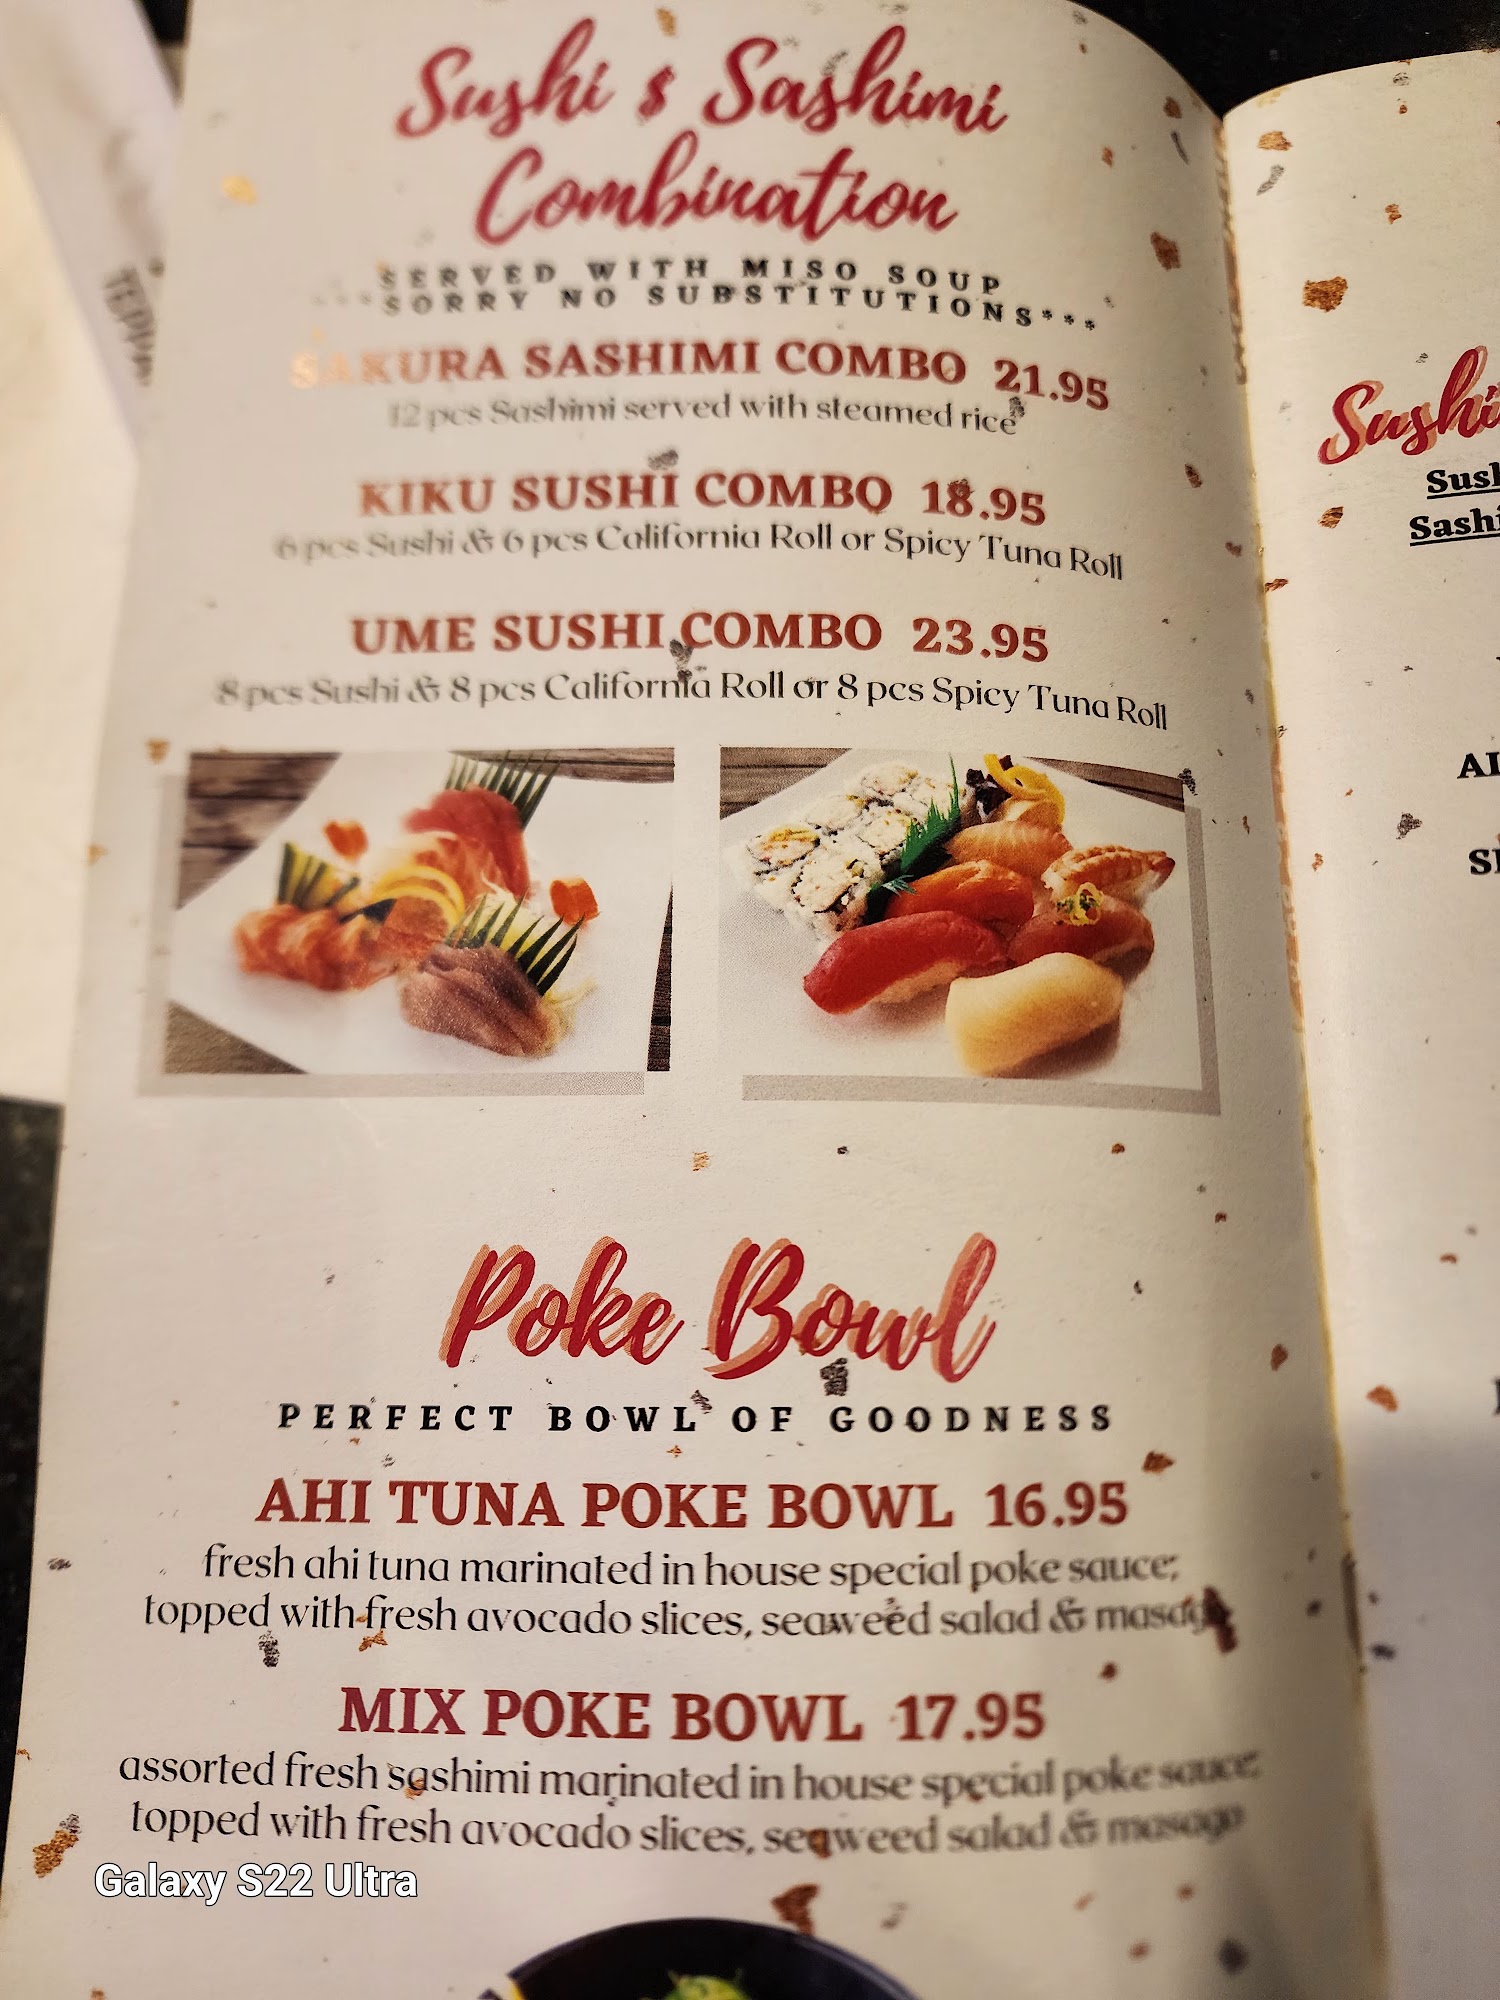 Sushi & Sashimi
Combination
SERVED WITH MISO SOUP
***SORRY NO SUBSTITUTIONS***
SAKURA SASHIMI COMBO 21.95
12 pcs Sashimi served with steamed rice
KIKU SUSHI COMBO 18.95
6 pcs Sushi & 6 pcs California Roll or Spicy Tuna Roll
UME SUSHI COMBO 23.95
8 pcs Sushi & 8 pcs California Roll or 8 pcs Spicy Tuna Roll
Poke Bowl
PERFECT BOWL OF GOODNESS
AHI TUNA POKE BOWL 16.95
fresh ahi tuna marinated in house special poke sauce;
topped with fresh avocado slices, seaweed salad & masago
MIX POKE BOWL 17.95
assorted fresh sashimi marinated in house special poke sauce;
topped with fresh avocado slices, seaweed salad & masago
Galaxy S22 Ultra
Sushi